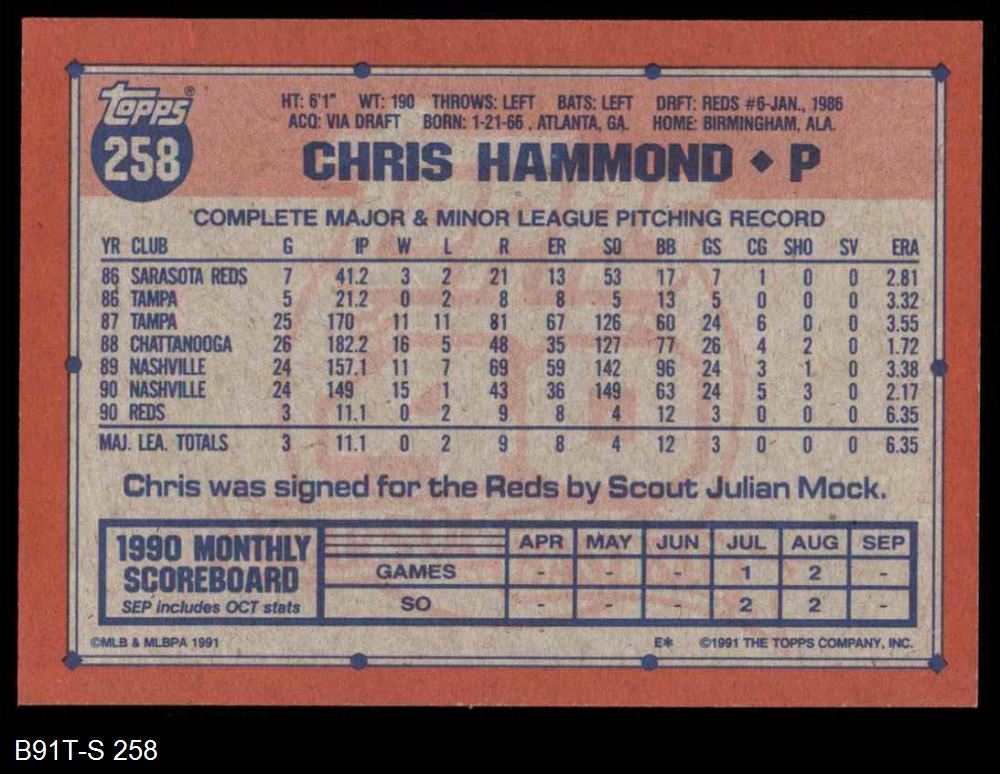 TOPPS®
258
HT: 6'1" WT: 190 THROWS: LEFT BATS: LEFT DRFT: REDS #6-JAN., 1986
ACQ: VIA DRAFT BORN: 1-21-66, ATLANTA, GA. HOME: BIRMINGHAM, ALA.
CHRIS HAMMOND ◆ P
COMPLETE MAJOR & MINOR LEAGUE PITCHING RECORD
YR CLUB G IP W L R ER SO BB GS CG SHO SV ERA
86 SARASOTA REDS 7 41.2 3 2 21 13 53 17 7 1 0 0 2.81
86 TAMPA 5 21.2 0 2 8 8 5 13 5 0 0 0 3.32
87 TAMPA 25 170 11 11 81 67 126 60 24 6 0 0 3.55
88 CHATTANOOGA 26 182.2 16 5 48 35 127 77 26 4 2 0 1.72
89 NASHVILLE 24 157.1 11 7 69 59 142 96 24 3 1 0 3.38
90 NASHVILLE 24 149 15 1 43 36 149 63 24 5 3 0 2.17
90 REDS 3 11.1 0 2 9 8 4 12 3 0 0 0 6.35
MAJ. LEA. TOTALS 3 11.1 0 2 9 8 4 12 3 0 0 0 6.35
Chris was signed for the Reds by Scout Julian Mock.
1990 MONTHLY
SCOREBOARD
SEP includes OCT stats
APR MAY JUN JUL AUG SEP
GAMES - - - 1 2 -
SO - - - 2 2 -
©MLB & MLBPA 1991 E* ©1991 THE TOPPS COMPANY, INC.
B91T-S 258